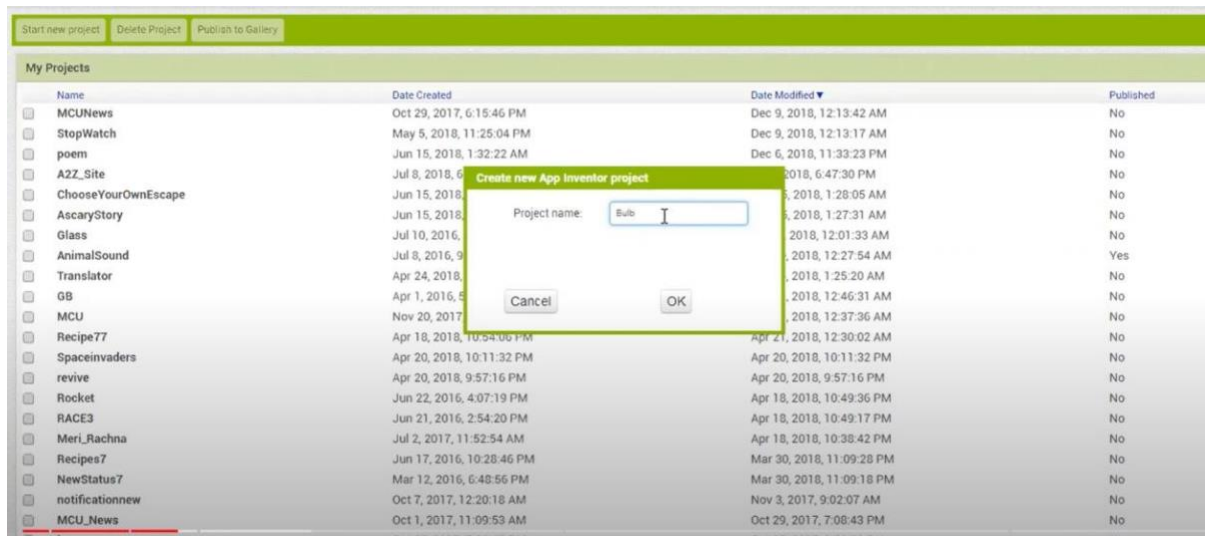 Start new project Delete Project Publish to Gallery
My Projects
Name Date Created Date Modified ▼ Published
MCUNews Oct 29, 2017, 6:15:46 PM Dec 9, 2018, 12:13:42 AM No
StopWatch May 5, 2018, 11:25:04 PM Dec 9, 2018, 12:13:17 AM No
poem Jun 15, 2018, 1:32:22 AM Dec 6, 2018, 11:33:23 PM No
A2Z_Site Jul 8, 2018, 6 Create new App Inventor project 2018, 6:47:30 PM No
ChooseYourOwnEscape Jun 15, 2018, , 2018, 1:28:05 AM No
AscaryStory Jun 15, 2018, Project name: Bulb , 2018, 1:27:31 AM No
Glass Jul 10, 2016, 2018, 12:01:33 AM No
AnimalSound Jul 8, 2016, 9 , 2018, 12:27:54 AM Yes
Translator Apr 24, 2018, , 2018, 1:25:20 AM No
GB Apr 1, 2016, 5 Cancel OK , 2018, 12:46:31 AM No
MCU Nov 20, 2017 , 2018, 12:37:36 AM No
Recipe77 Apr 18, 2018, 10:54:06 PM Apr 21, 2018, 12:30:02 AM No
Spaceinvaders Apr 20, 2018, 10:11:32 PM Apr 20, 2018, 10:11:32 PM No
revive Apr 20, 2018, 9:57:16 PM Apr 20, 2018, 9:57:16 PM No
Rocket Jun 22, 2016, 4:07:19 PM Apr 18, 2018, 10:49:36 PM No
RACE3 Jun 21, 2016, 2:54:20 PM Apr 18, 2018, 10:49:17 PM No
Meri_Rachna Jul 2, 2017, 11:52:54 AM Apr 18, 2018, 10:38:42 PM No
Recipes7 Jun 17, 2016, 10:28:46 PM Mar 30, 2018, 11:09:28 PM No
NewStatus7 Mar 12, 2016, 6:48:56 PM Mar 30, 2018, 11:09:18 PM No
notificationnew Oct 7, 2017, 12:20:18 AM Nov 3, 2017, 9:02:07 AM No
MCU_News Oct 1, 2017, 11:09:53 AM Oct 29, 2017, 7:08:43 PM No